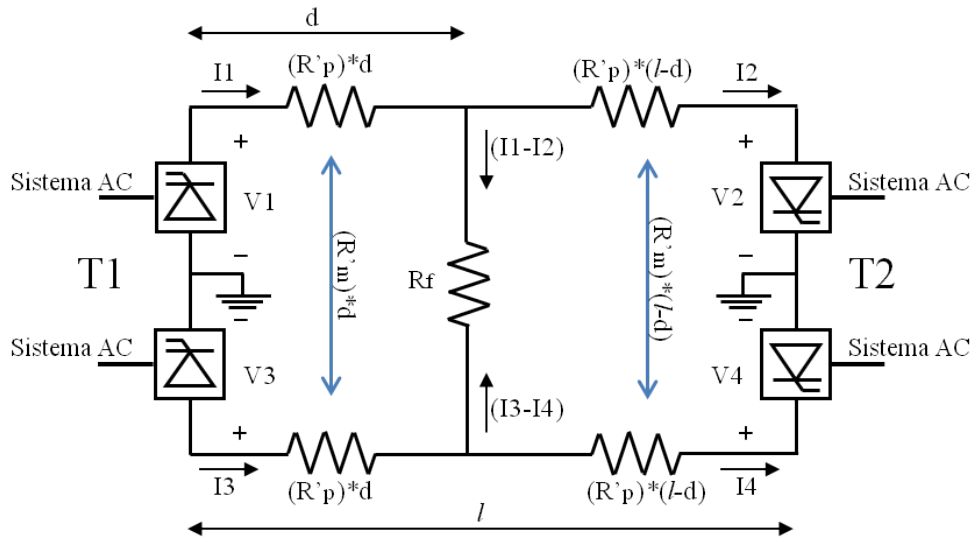 d
I1
(R'p)*d
(R'p)*(l-d)
I2
+
+
(I1-I2)
Sistema AC
V1
V2
Sistema AC
(R'm)*d
(R'm)*(l-d)
T1
−
Rf
−
T2
−
−
Sistema AC
V3
V4
Sistema AC
(I3-I4)
+
+
I3
(R'p)*d
(R'p)*(l-d)
I4
l